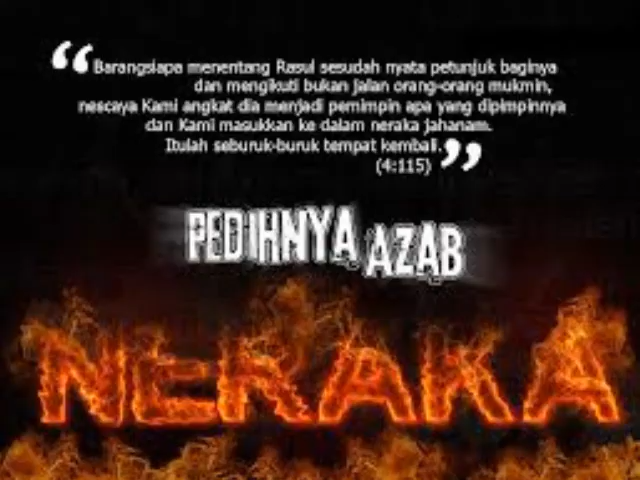 “Barangsiapa menentang Rasul sesudah nyata petunjuk baginya
dan mengikuti bukan jalan orang-orang mukmin,
nescaya Kami angkat dia menjadi pemimpin apa yang dipimpinnya
dan Kami masukkan ke dalam neraka jahanam.
Itulah seburuk-buruk tempat kembali.”
(4:115)
PEDIHNYA AZAB
NERAKA